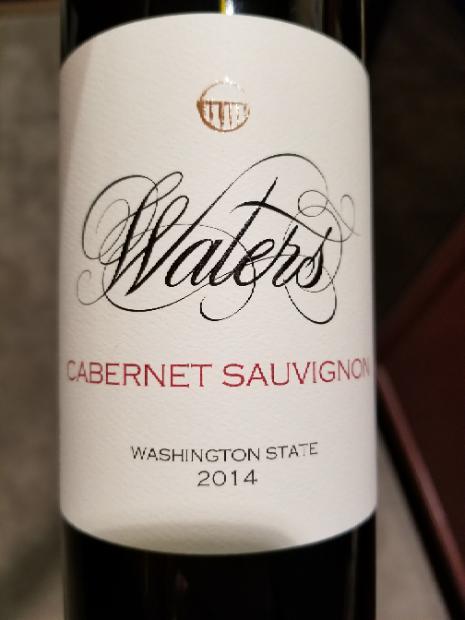 Waters
CABERNET SAUVIGNON
WASHINGTON STATE
2014